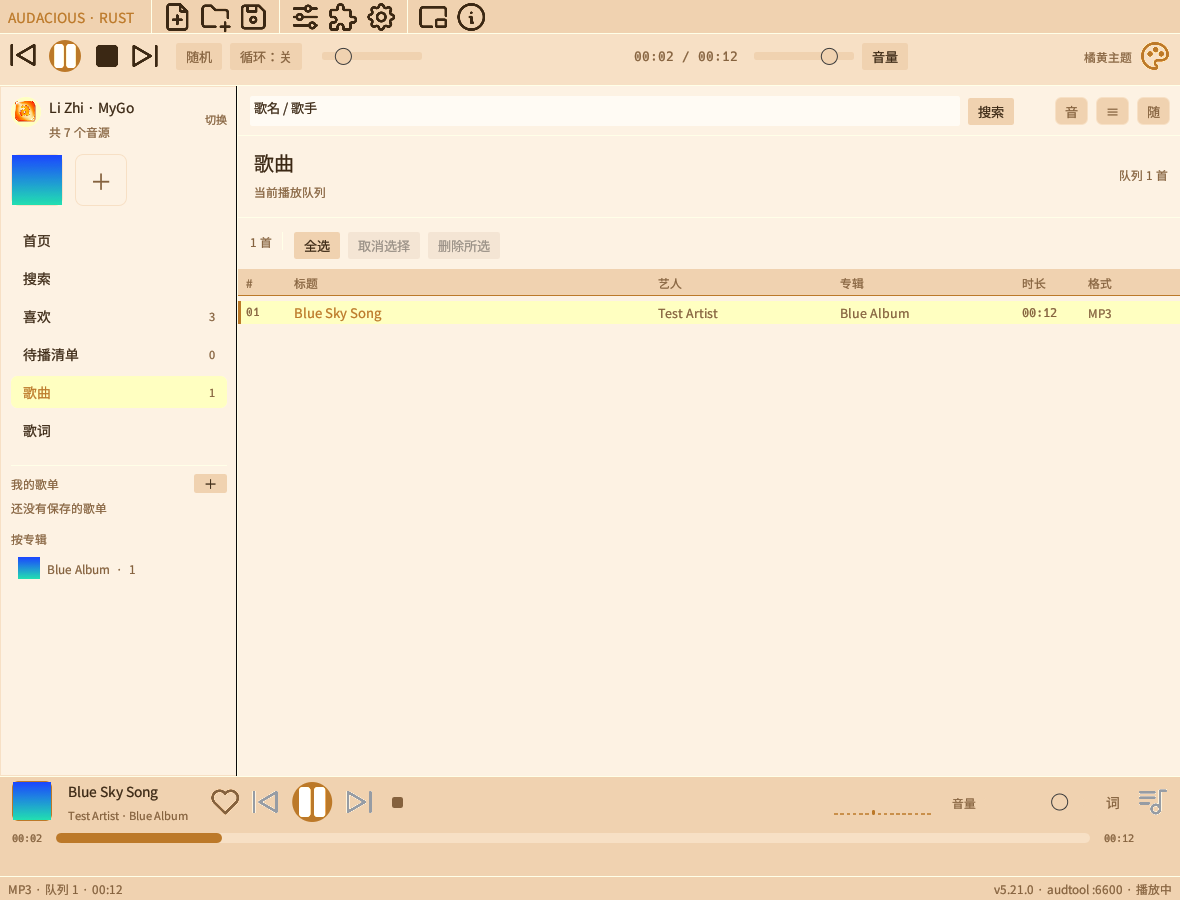 AUDACIOUS · RUST
随机 循环：关 00:02 / 00:12 音量 橘黄主题
Li Zhi · MyGo
共 7 个音源
切换
首页
搜索
喜欢 3
待播清单 0
歌曲 1
歌词
我的歌单
还没有保存的歌单
按专辑
Blue Album · 1
歌名 / 歌手 搜索 音 随
歌曲
当前播放队列
队列 1 首
1 首 全选 取消选择 删除所选
# 标题 艺人 专辑 时长 格式
01 Blue Sky Song Test Artist Blue Album 00:12 MP3
Blue Sky Song
Test Artist · Blue Album
音量 词
00:02 00:12
MP3 · 队列 1 · 00:12
v5.21.0 · audtool :6600 · 播放中